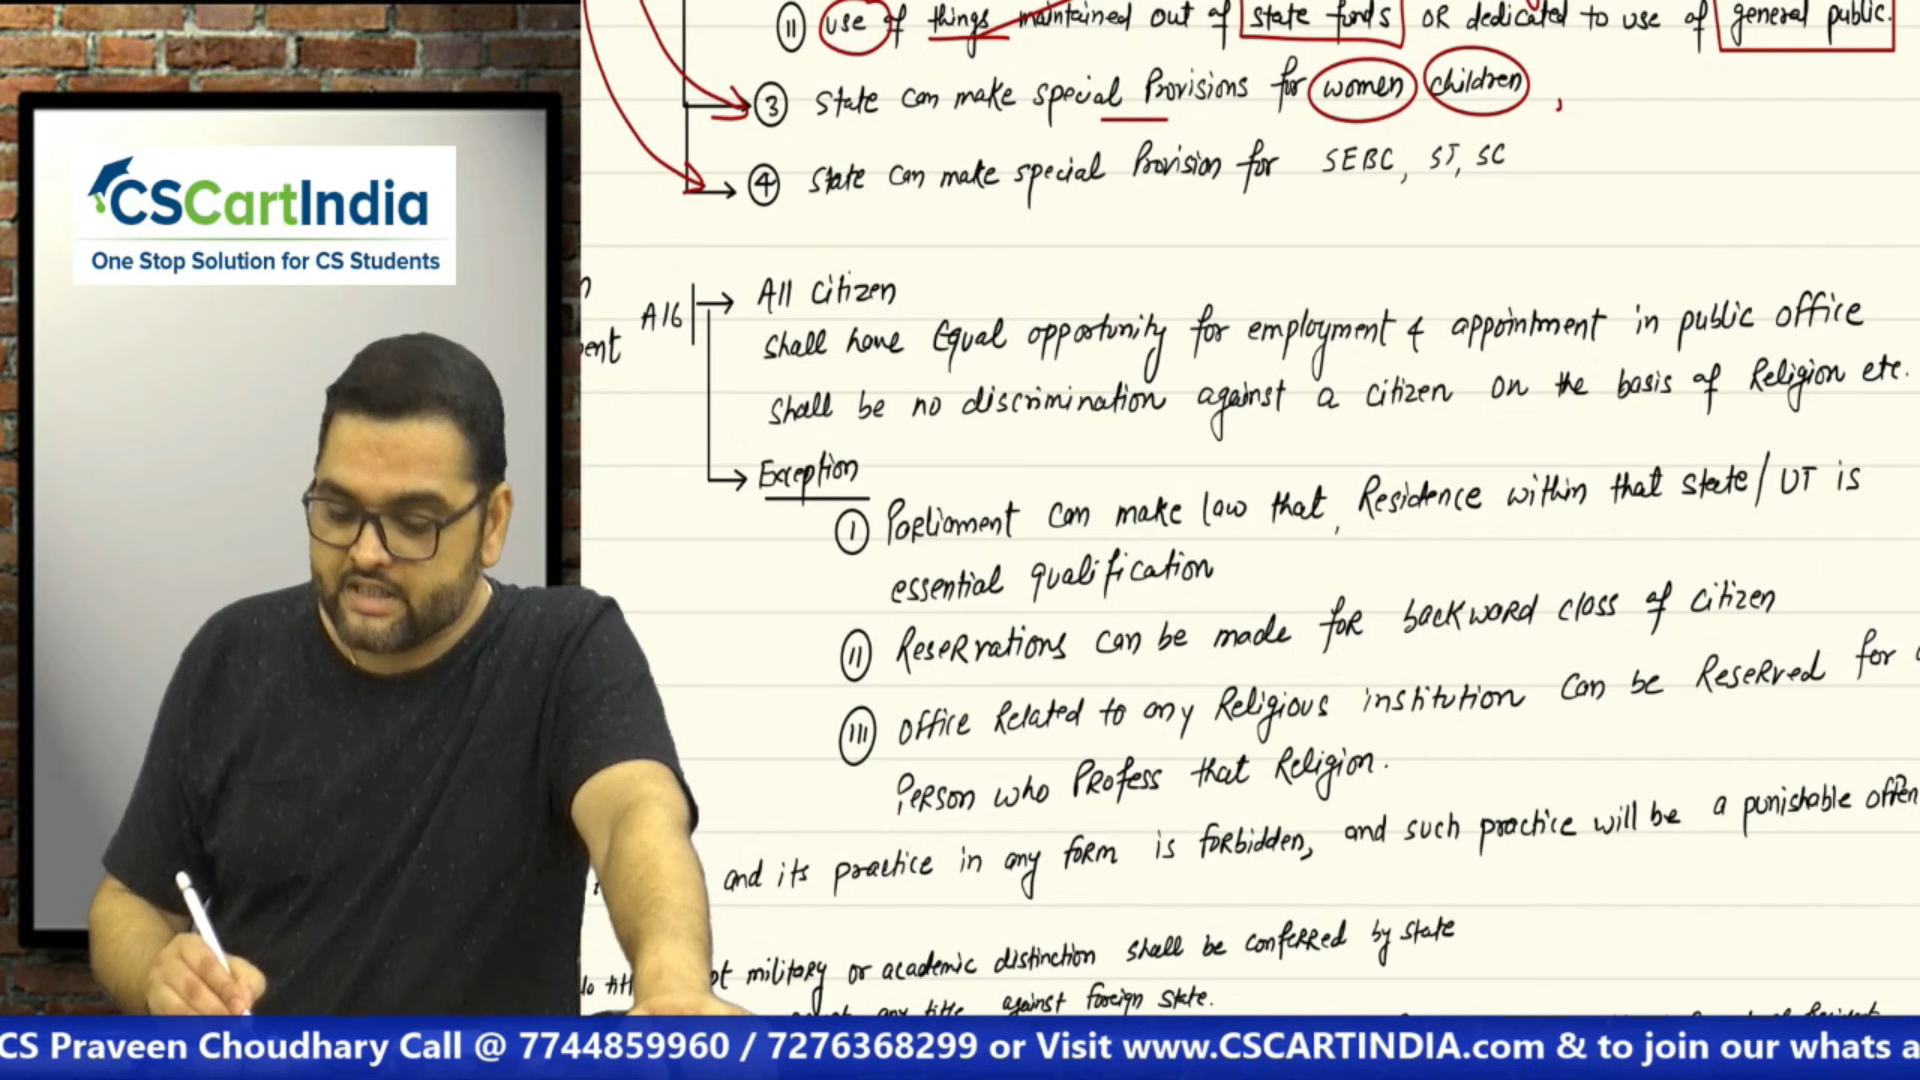 (ii) use of things maintained out of state funds OR dedicated to use of general public.
(3) State can make special Provisions for women children,
(4) State can make special Provision for SEBC, ST, SC
CSCartIndia
One Stop Solution for CS Students
A16 → All citizen
shall have Equal opportunity for employment & appointment in public office
shall be no discrimination against a citizen on the basis of Religion etc.
→ Exception
(i) Parliament can make law that, Residence within that state/UT is
essential qualification
(ii) Reservations can be made for backward class of citizen
(iii) office Related to any Religious institution can be Reserved for
Person who Profess that Religion.
and its practice in any form is forbidden, and such practice will be a punishable offen
military or academic distinction shall be conferred by state
any title against foreign state.
CS Praveen Choudhary Call @ 7744859960 / 7276368299 or Visit www.CSCARTINDIA.com & to join our whats a